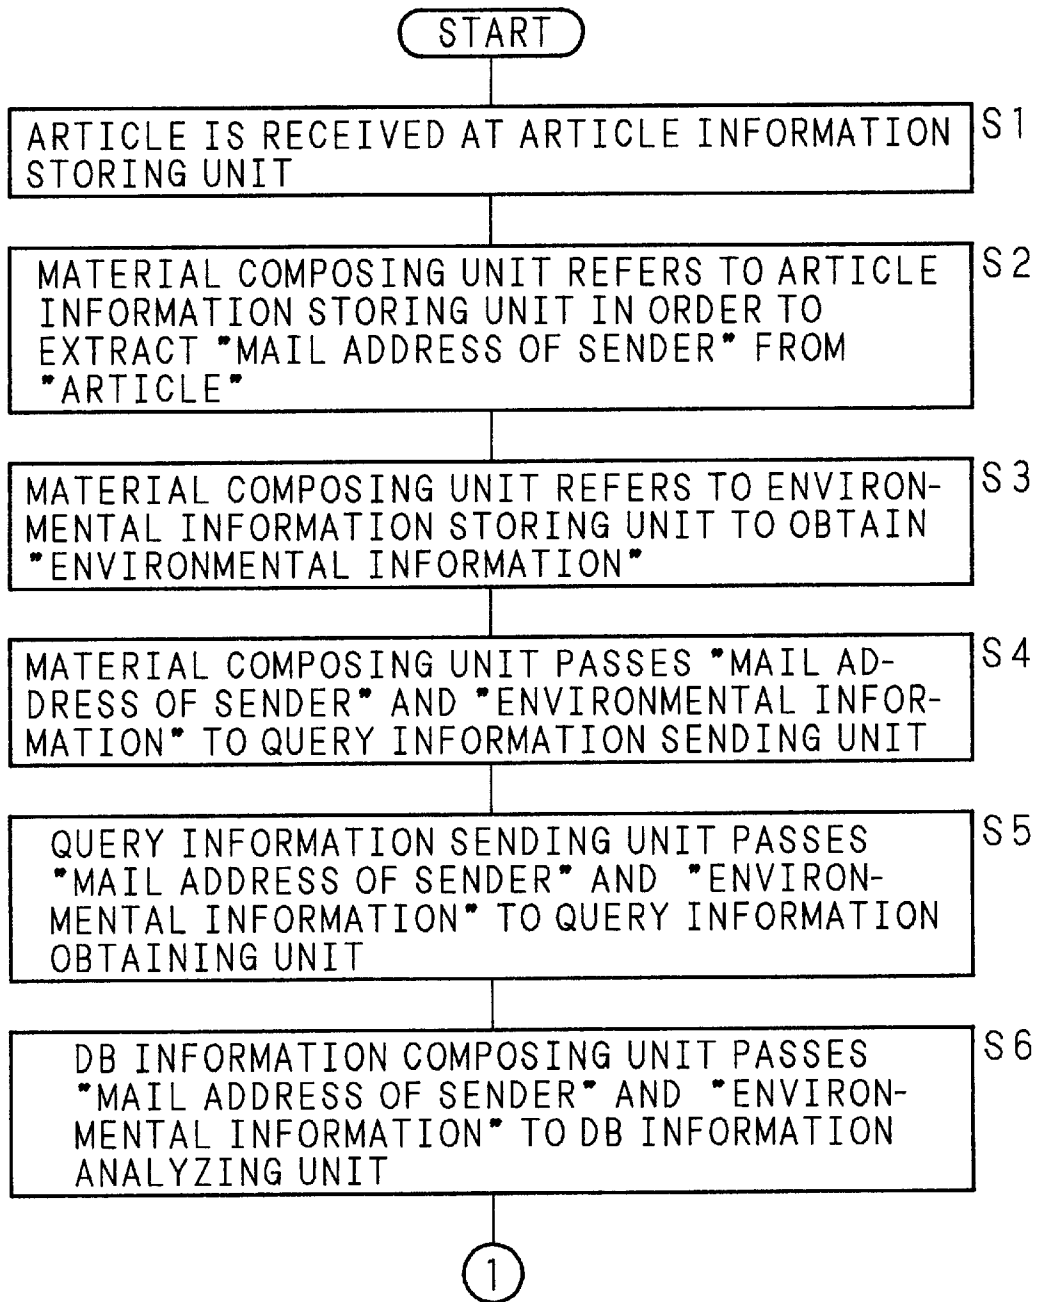 START
S1
ARTICLE IS RECEIVED AT ARTICLE INFORMATION
STORING UNIT
S2
MATERIAL COMPOSING UNIT REFERS TO ARTICLE
INFORMATION STORING UNIT IN ORDER TO
EXTRACT "MAIL ADDRESS OF SENDER" FROM
"ARTICLE"
S3
MATERIAL COMPOSING UNIT REFERS TO ENVIRON-
MENTAL INFORMATION STORING UNIT TO OBTAIN
"ENVIRONMENTAL INFORMATION"
S4
MATERIAL COMPOSING UNIT PASSES "MAIL AD-
DRESS OF SENDER" AND "ENVIRONMENTAL INFOR-
MATION" TO QUERY INFORMATION SENDING UNIT
S5
QUERY INFORMATION SENDING UNIT PASSES
"MAIL ADDRESS OF SENDER" AND "ENVIRON-
MENTAL INFORMATION" TO QUERY INFORMATION
OBTAINING UNIT
S6
DB INFORMATION COMPOSING UNIT PASSES
"MAIL ADDRESS OF SENDER" AND "ENVIRON-
MENTAL INFORMATION" TO DB INFORMATION
ANALYZING UNIT
1